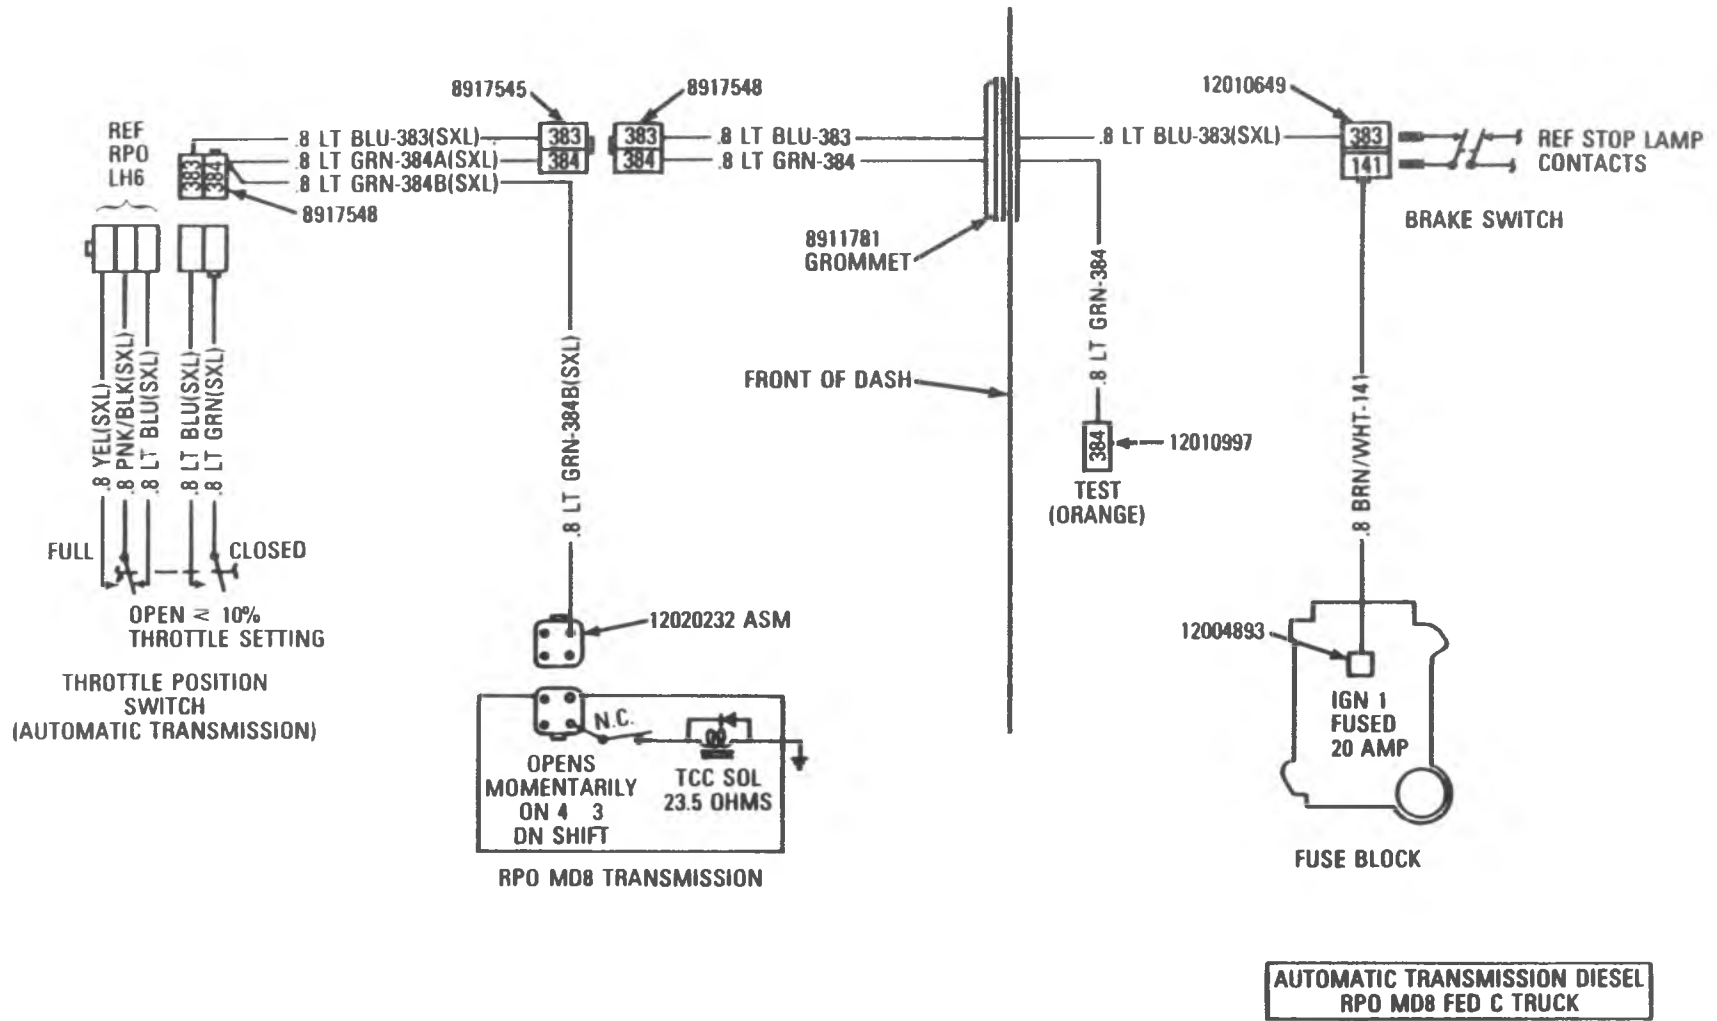 REF
RPO
LH6
383
384
8917548
.8 LT BLU-383(SXL)
.8 LT GRN-384A(SXL)
.8 LT GRN-384B(SXL)
8917545
383
384
8917548
383
384
.8 LT BLU-383
.8 LT GRN-384
8911781
GROMMET
FRONT OF DASH
.8 LT BLU-383(SXL)
12010649
383
141
REF STOP LAMP
CONTACTS
BRAKE SWITCH
.8 LT GRN-384
384
12010997
TEST
(ORANGE)
.8 BRN/WHT-141
12004893
IGN 1
FUSED
20 AMP
FUSE BLOCK
.8 YEL(SXL)
.8 PNK/BLK(SXL)
.8 LT BLU(SXL)
.8 LT BLU(SXL)
.8 LT GRN(SXL)
FULL
CLOSED
OPEN ⋜ 10%
THROTTLE SETTING
THROTTLE POSITION
SWITCH
(AUTOMATIC TRANSMISSION)
.8 LT GRN-384B(SXL)
12020232 ASM
N.C.
OPENS
MOMENTARILY
ON 4 3
DN SHIFT
TCC SOL
23.5 OHMS
RPO MD8 TRANSMISSION
AUTOMATIC TRANSMISSION DIESEL
RPO MD8 FED C TRUCK